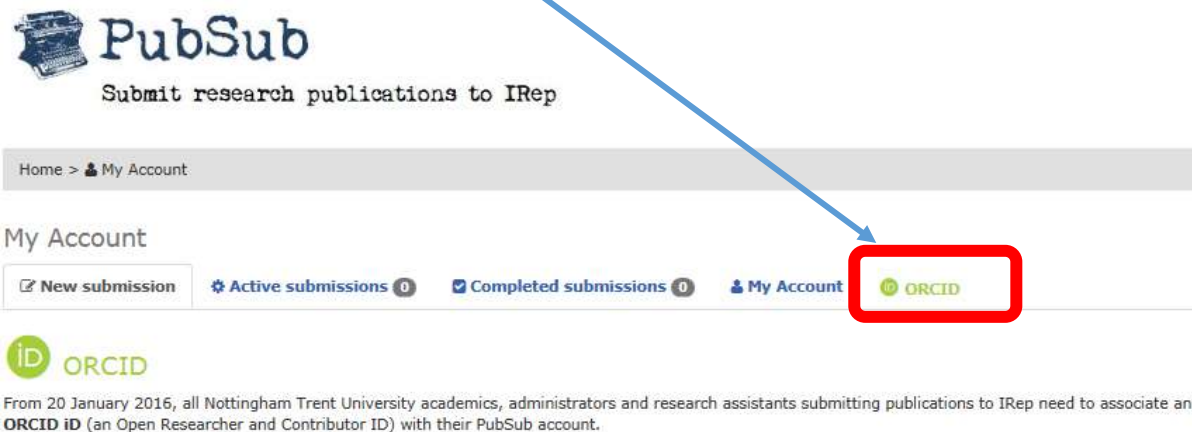 PubSub
Submit research publications to IRep
Home > My Account
My Account
New submission Active submissions 0 Completed submissions 0 My Account iD ORCID
iD ORCID
From 20 January 2016, all Nottingham Trent University academics, administrators and research assistants submitting publications to IRep need to associate an
ORCID iD (an Open Researcher and Contributor ID) with their PubSub account.